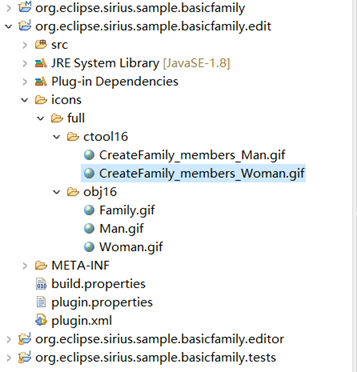 org.eclipse.sirius.sample.basicfamily
org.eclipse.sirius.sample.basicfamily.edit
src
JRE System Library [JavaSE-1.8]
Plug-in Dependencies
icons
full
ctool16
CreateFamily_members_Man.gif
CreateFamily_members_Woman.gif
obj16
Family.gif
Man.gif
Woman.gif
META-INF
build.properties
plugin.properties
plugin.xml
org.eclipse.sirius.sample.basicfamily.editor
org.eclipse.sirius.sample.basicfamily.tests